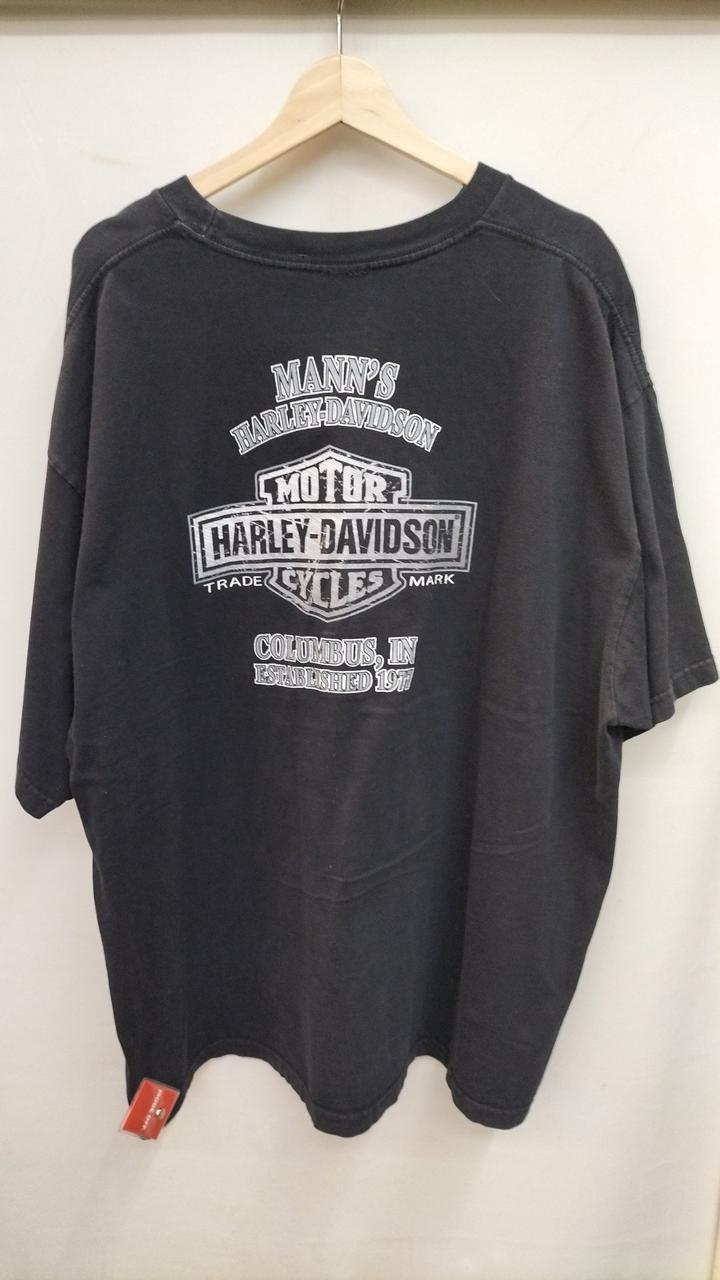 MANN'S
HARLEY-DAVIDSON
MOTOR
HARLEY-DAVIDSON
TRADE CYCLES MARK
COLUMBUS, IN
ESTABLISHED 1977